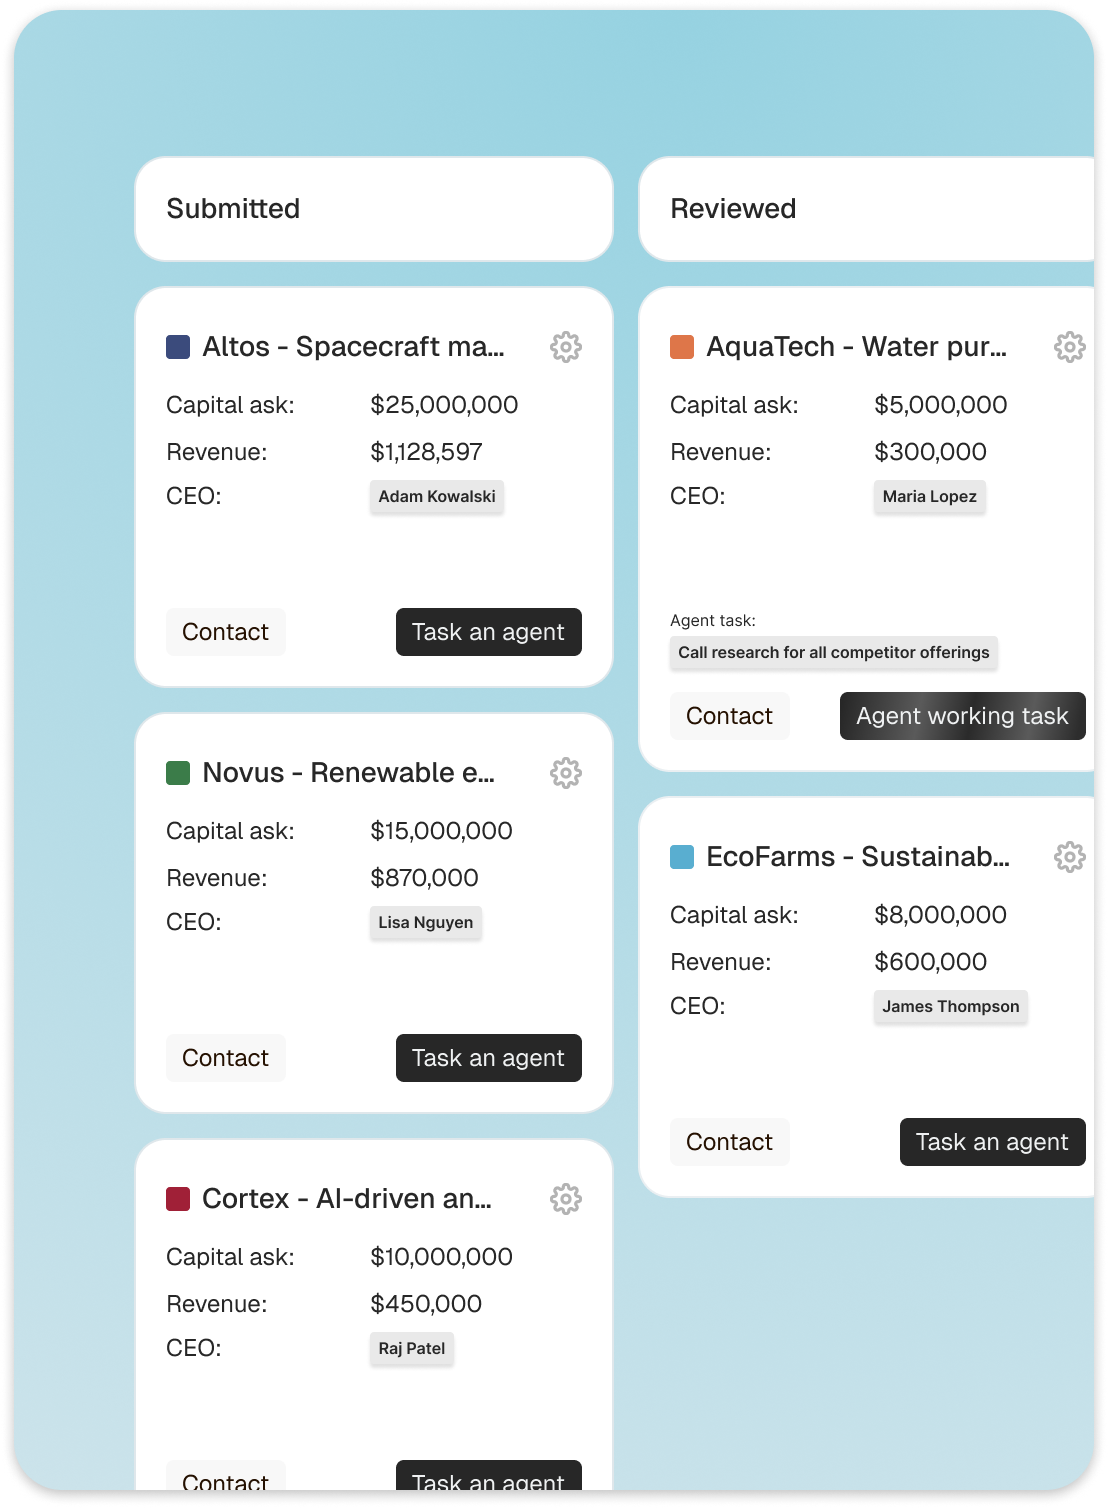 Submitted
Altos - Spacecraft ma...
Capital ask: $25,000,000
Revenue: $1,128,597
CEO: Adam Kowalski
Contact Task an agent
Novus - Renewable e...
Capital ask: $15,000,000
Revenue: $870,000
CEO: Lisa Nguyen
Contact Task an agent
Cortex - AI-driven an...
Capital ask: $10,000,000
Revenue: $450,000
CEO: Raj Patel
Contact Task an agent
Reviewed
AquaTech - Water pur...
Capital ask: $5,000,000
Revenue: $300,000
CEO: Maria Lopez
Agent task:
Call research for all competitor offerings
Contact Agent working task
EcoFarms - Sustainab...
Capital ask: $8,000,000
Revenue: $600,000
CEO: James Thompson
Contact Task an agent